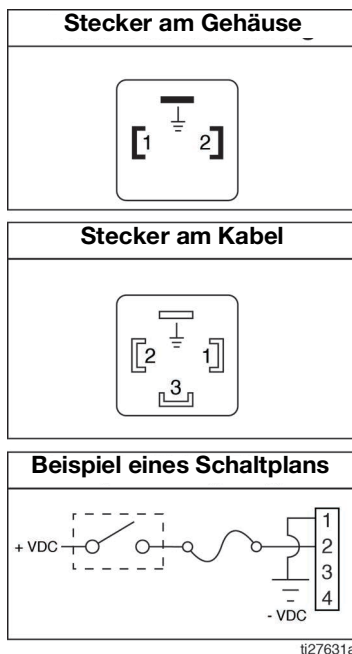 Stecker am Gehäuse
1 2
Stecker am Kabel
2 1
3
Beispiel eines Schaltplans
+ VDC
1
2
3
4
- VDC
ti27631a